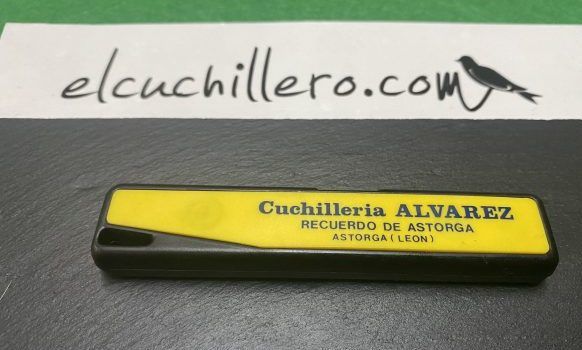 elcuchillero.com
Cuchilleria ALVAREZ
RECUERDO DE ASTORGA
ASTORGA (LEON)